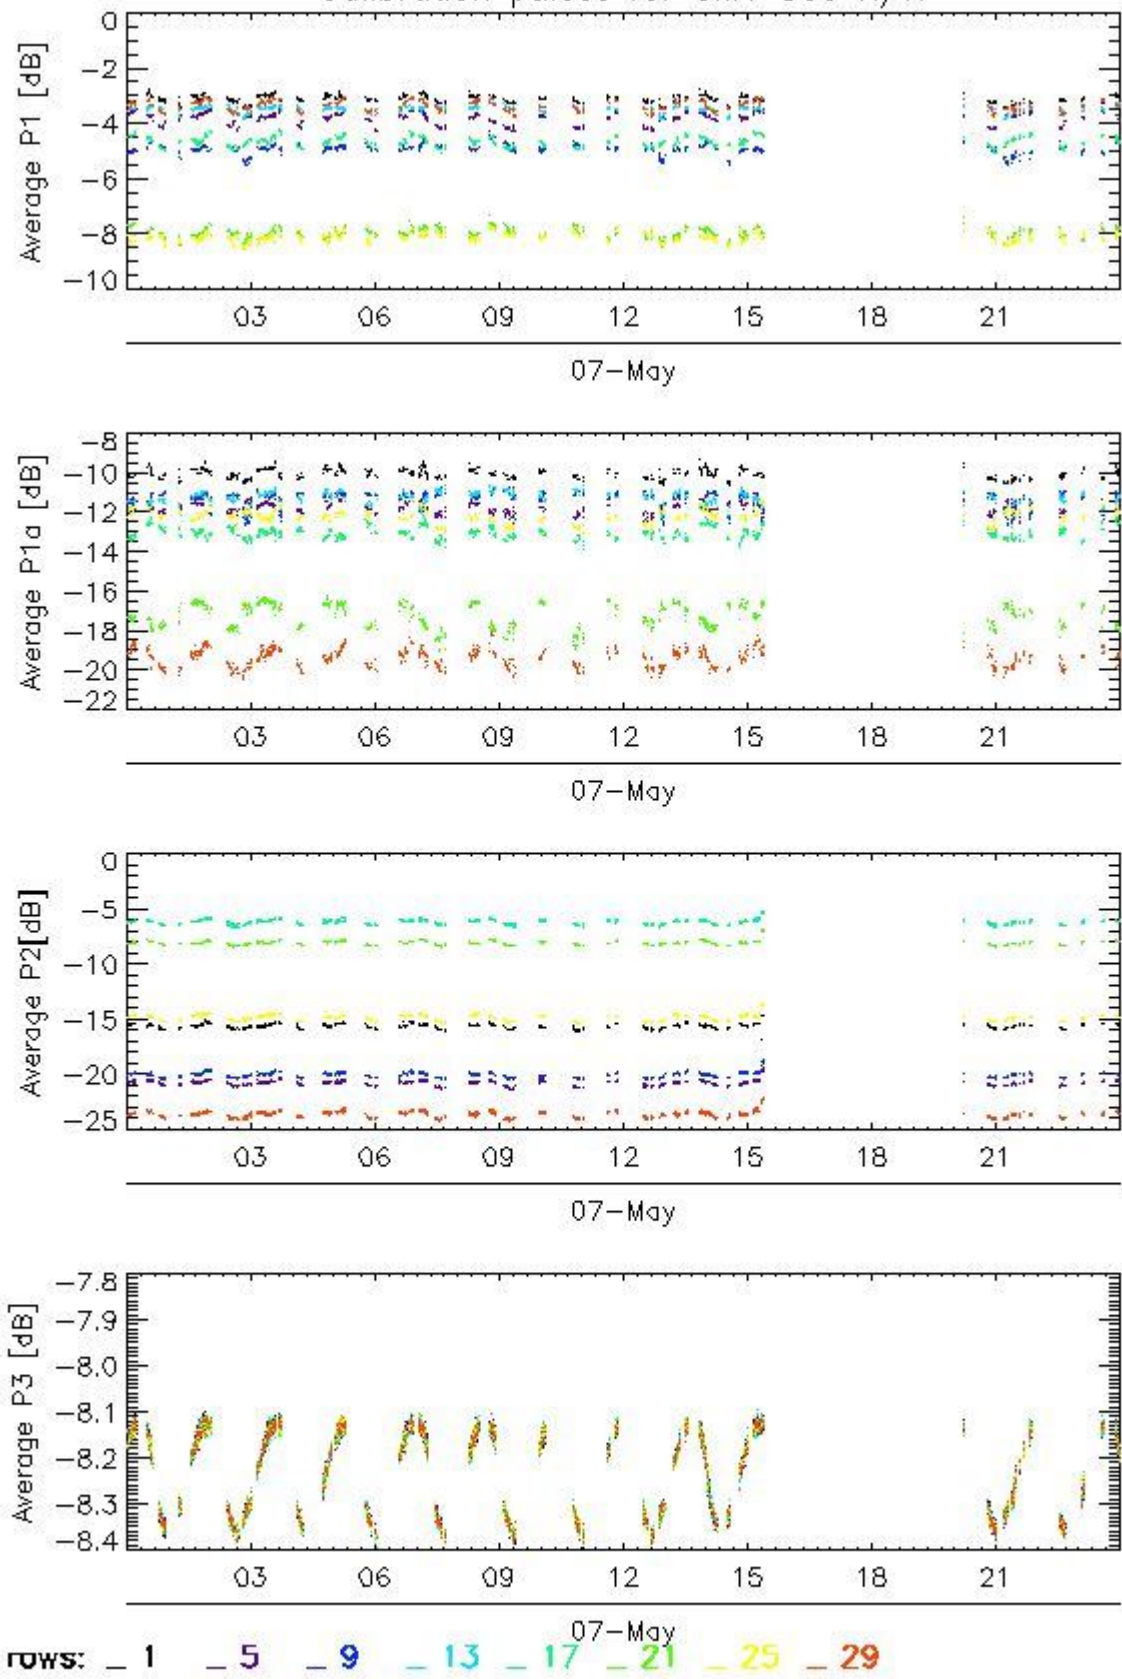 0
−2
−4
−6
−8
−10
Average P1 [dB]
03 06 09 12 15 18 21
07−May
−8
−10
−12
−14
−16
−18
−20
−22
Average P1a [dB]
03 06 09 12 15 18 21
07−May
0
−5
−10
−15
−20
−25
Average P2[dB]
03 06 09 12 15 18 21
07−May
−7.8
−7.9
−8.0
−8.1
−8.2
−8.3
−8.4
Average P3 [dB]
03 06 09 12 15 18 21
07−May
rows: _ 1 _ 5 _ 9 _ 13 _ 17 _ 21 _ 25 _ 29